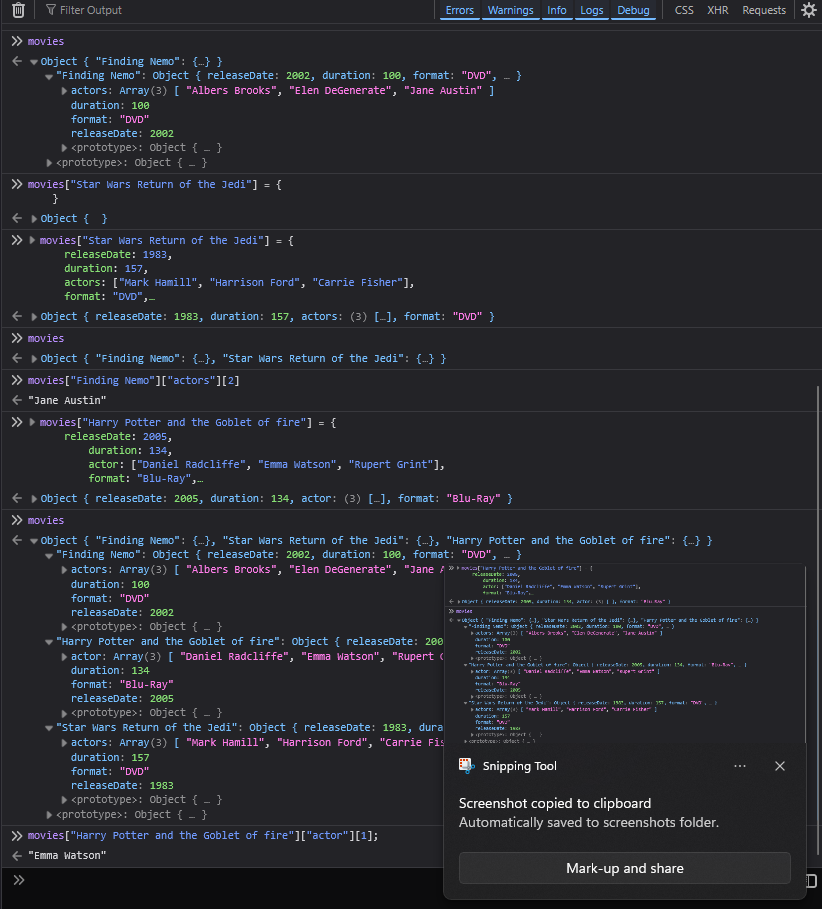 Filter Output
Errors Warnings Info Logs Debug CSS XHR Requests
movies
Object { "Finding Nemo": {…} }
"Finding Nemo": Object { releaseDate: 2002, duration: 100, format: "DVD", … }
actors: Array(3) [ "Albers Brooks", "Elen DeGenerate", "Jane Austin" ]
duration: 100
format: "DVD"
releaseDate: 2002
<prototype>: Object { … }
<prototype>: Object { … }
movies["Star Wars Return of the Jedi"] = {
}
Object {  }
movies["Star Wars Return of the Jedi"] = {
releaseDate: 1983,
duration: 157,
actors: ["Mark Hamill", "Harrison Ford", "Carrie Fisher"],
format: "DVD",…
Object { releaseDate: 1983, duration: 157, actors: (3) […], format: "DVD" }
movies
Object { "Finding Nemo": {…}, "Star Wars Return of the Jedi": {…} }
movies["Finding Nemo"]["actors"][2]
"Jane Austin"
movies["Harry Potter and the Goblet of fire"] = {
releaseDate: 2005,
duration: 134,
actor: ["Daniel Radcliffe", "Emma Watson", "Rupert Grint"],
format: "Blu-Ray",…
Object { releaseDate: 2005, duration: 134, actor: (3) […], format: "Blu-Ray" }
movies
Object { "Finding Nemo": {…}, "Star Wars Return of the Jedi": {…}, "Harry Potter and the Goblet of fire": {…} }
"Finding Nemo": Object { releaseDate: 2002, duration: 100, format: "DVD", … }
actors: Array(3) [ "Albers Brooks", "Elen DeGenerate", "Jane A
duration: 100
format: "DVD"
releaseDate: 2002
<prototype>: Object { … }
"Harry Potter and the Goblet of fire": Object { releaseDate: 200
actor: Array(3) [ "Daniel Radcliffe", "Emma Watson", "Rupert G
duration: 134
format: "Blu-Ray"
releaseDate: 2005
<prototype>: Object { … }
"Star Wars Return of the Jedi": Object { releaseDate: 1983, dura
actors: Array(3) [ "Mark Hamill", "Harrison Ford", "Carrie Fis
duration: 157
format: "DVD"
releaseDate: 1983
<prototype>: Object { … }
<prototype>: Object { … }
movies["Harry Potter and the Goblet of fire"]["actor"][1];
"Emma Watson"
Snipping Tool
Screenshot copied to clipboard
Automatically saved to screenshots folder.
Mark-up and share